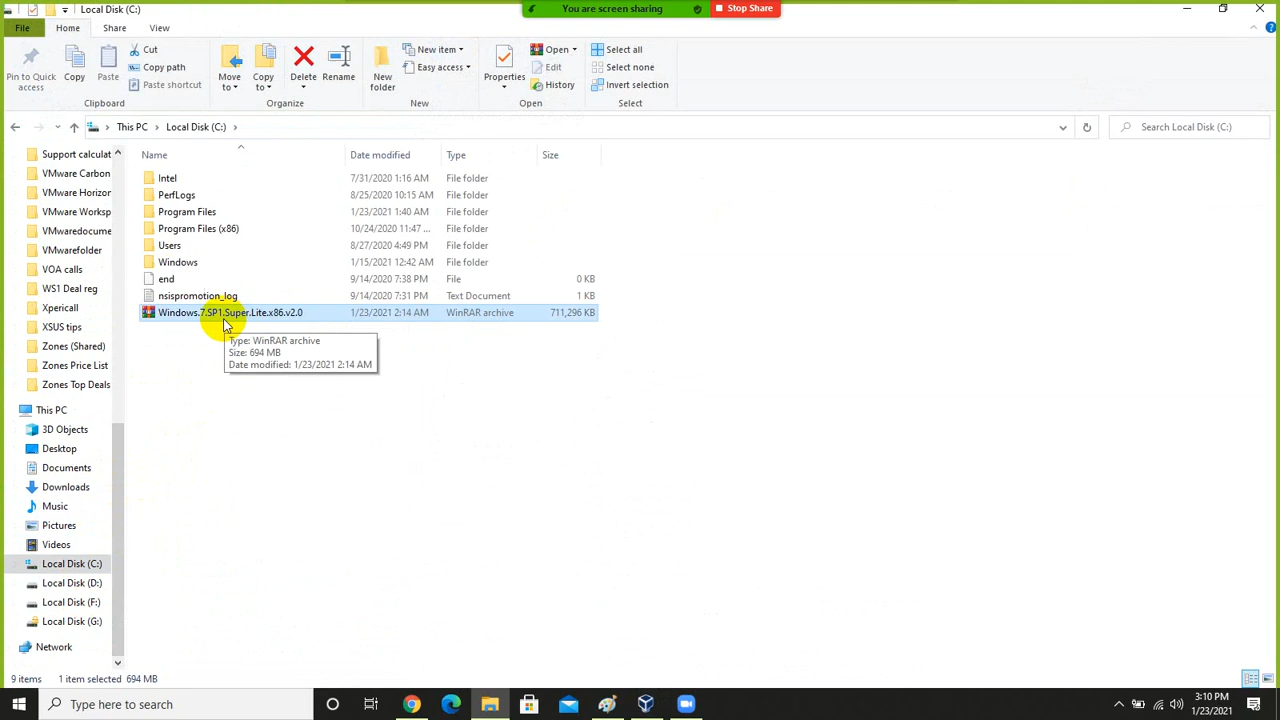 Local Disk (C:)
You are screen sharing
Stop Share
File Home Share View
Pin to Quick access
Copy
Paste
Cut
Copy path
Paste shortcut
Clipboard
Move to
Copy to
Delete
Rename
Organize
New folder
New item
Easy access
New
Properties
Open
Edit
History
Open
Select all
Select none
Invert selection
Select
This PC Local Disk (C:)
Search Local Disk (C:)
Support calculat
VMware Carbon
VMware Horizor
VMware Worksp
VMwaredocume
VMwarefolder
VOA calls
WS1 Deal reg
Xpericall
XSUS tips
Zones (Shared)
Zones Price List
Zones Top Deals
This PC
3D Objects
Desktop
Documents
Downloads
Music
Pictures
Videos
Local Disk (C:)
Local Disk (D:)
Local Disk (F:)
Local Disk (G:)
Network
Name Date modified Type Size
Intel 7/31/2020 1:16 AM File folder
PerfLogs 8/25/2020 10:15 AM File folder
Program Files 1/23/2021 1:40 AM File folder
Program Files (x86) 10/24/2020 11:47 ... File folder
Users 8/27/2020 4:49 PM File folder
Windows 1/15/2021 12:42 AM File folder
end 9/14/2020 7:38 PM File 0 KB
nsispromotion_log 9/14/2020 7:31 PM Text Document 1 KB
Windows.7.SP1.Super.Lite.x86.v2.0 1/23/2021 2:14 AM WinRAR archive 711,296 KB
Type: WinRAR archive
Size: 694 MB
Date modified: 1/23/2021 2:14 AM
9 items 1 item selected 694 MB
Type here to search
3:10 PM
1/23/2021